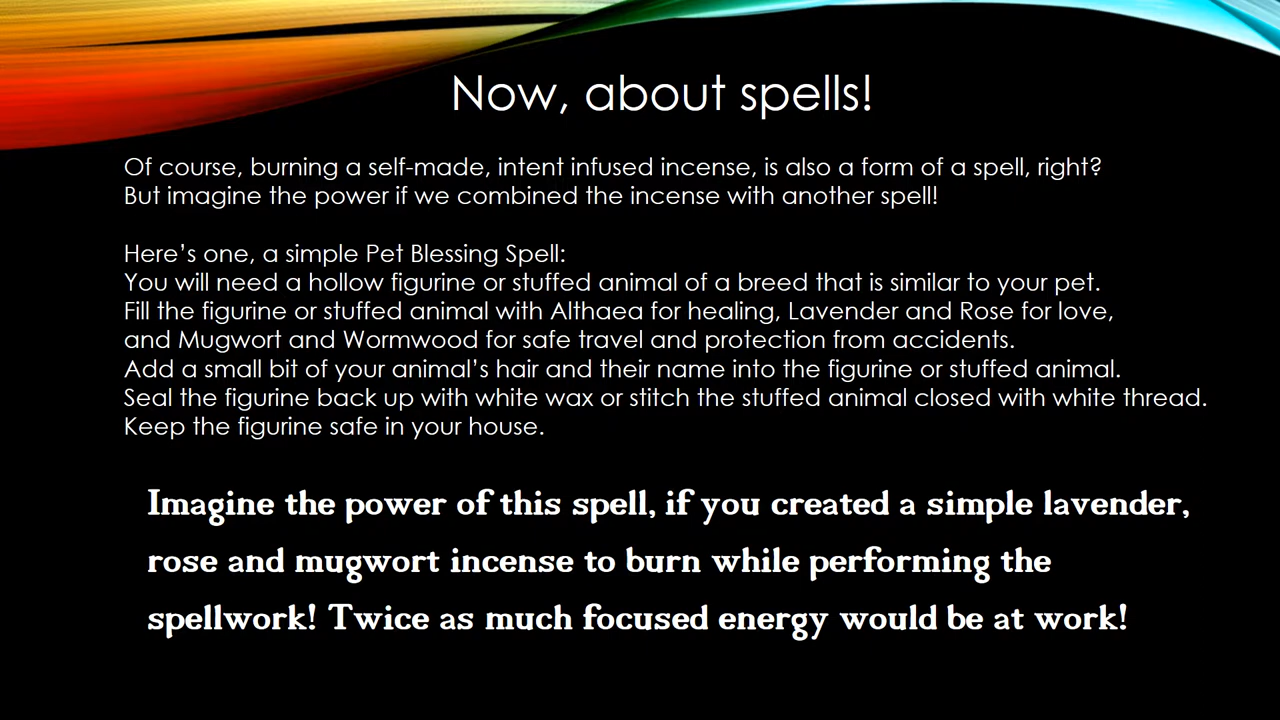 Now, about spells!
Of course, burning a self-made, intent infused incense, is also a form of a spell, right?
But imagine the power if we combined the incense with another spell!
Here’s one, a simple Pet Blessing Spell:
You will need a hollow figurine or stuffed animal of a breed that is similar to your pet.
Fill the figurine or stuffed animal with Althaea for healing, Lavender and Rose for love,
and Mugwort and Wormwood for safe travel and protection from accidents.
Add a small bit of your animal’s hair and their name into the figurine or stuffed animal.
Seal the figurine back up with white wax or stitch the stuffed animal closed with white thread.
Keep the figurine safe in your house.
Imagine the power of this spell, if you created a simple lavender,
rose and mugwort incense to burn while performing the
spellwork! Twice as much focused energy would be at work!